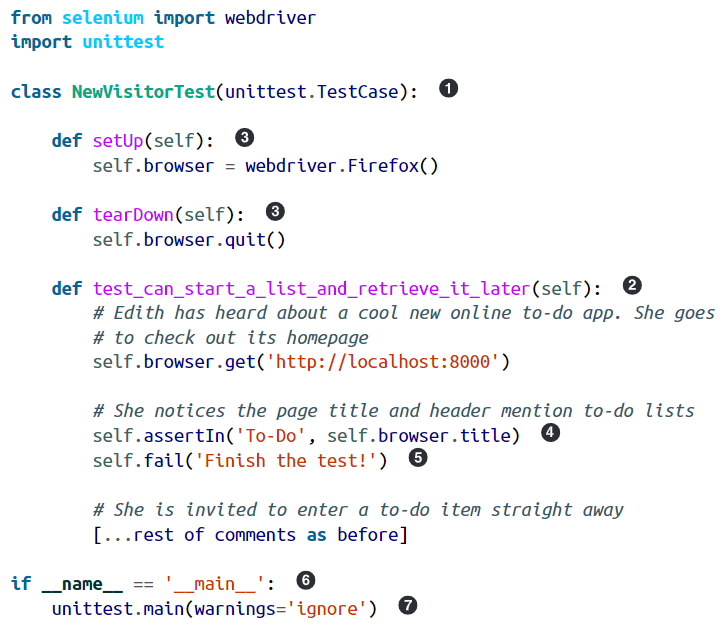 from selenium import webdriver
import unittest

class NewVisitorTest(unittest.TestCase): ❶

    def setUp(self): ❸
        self.browser = webdriver.Firefox()

    def tearDown(self): ❸
        self.browser.quit()

    def test_can_start_a_list_and_retrieve_it_later(self): ❷
        # Edith has heard about a cool new online to-do app. She goes
        # to check out its homepage
        self.browser.get('http://localhost:8000')

        # She notices the page title and header mention to-do lists
        self.assertIn('To-Do', self.browser.title) ❹
        self.fail('Finish the test!') ❺

        # She is invited to enter a to-do item straight away
        [...rest of comments as before]

if __name__ == '__main__': ❻
    unittest.main(warnings='ignore') ❼